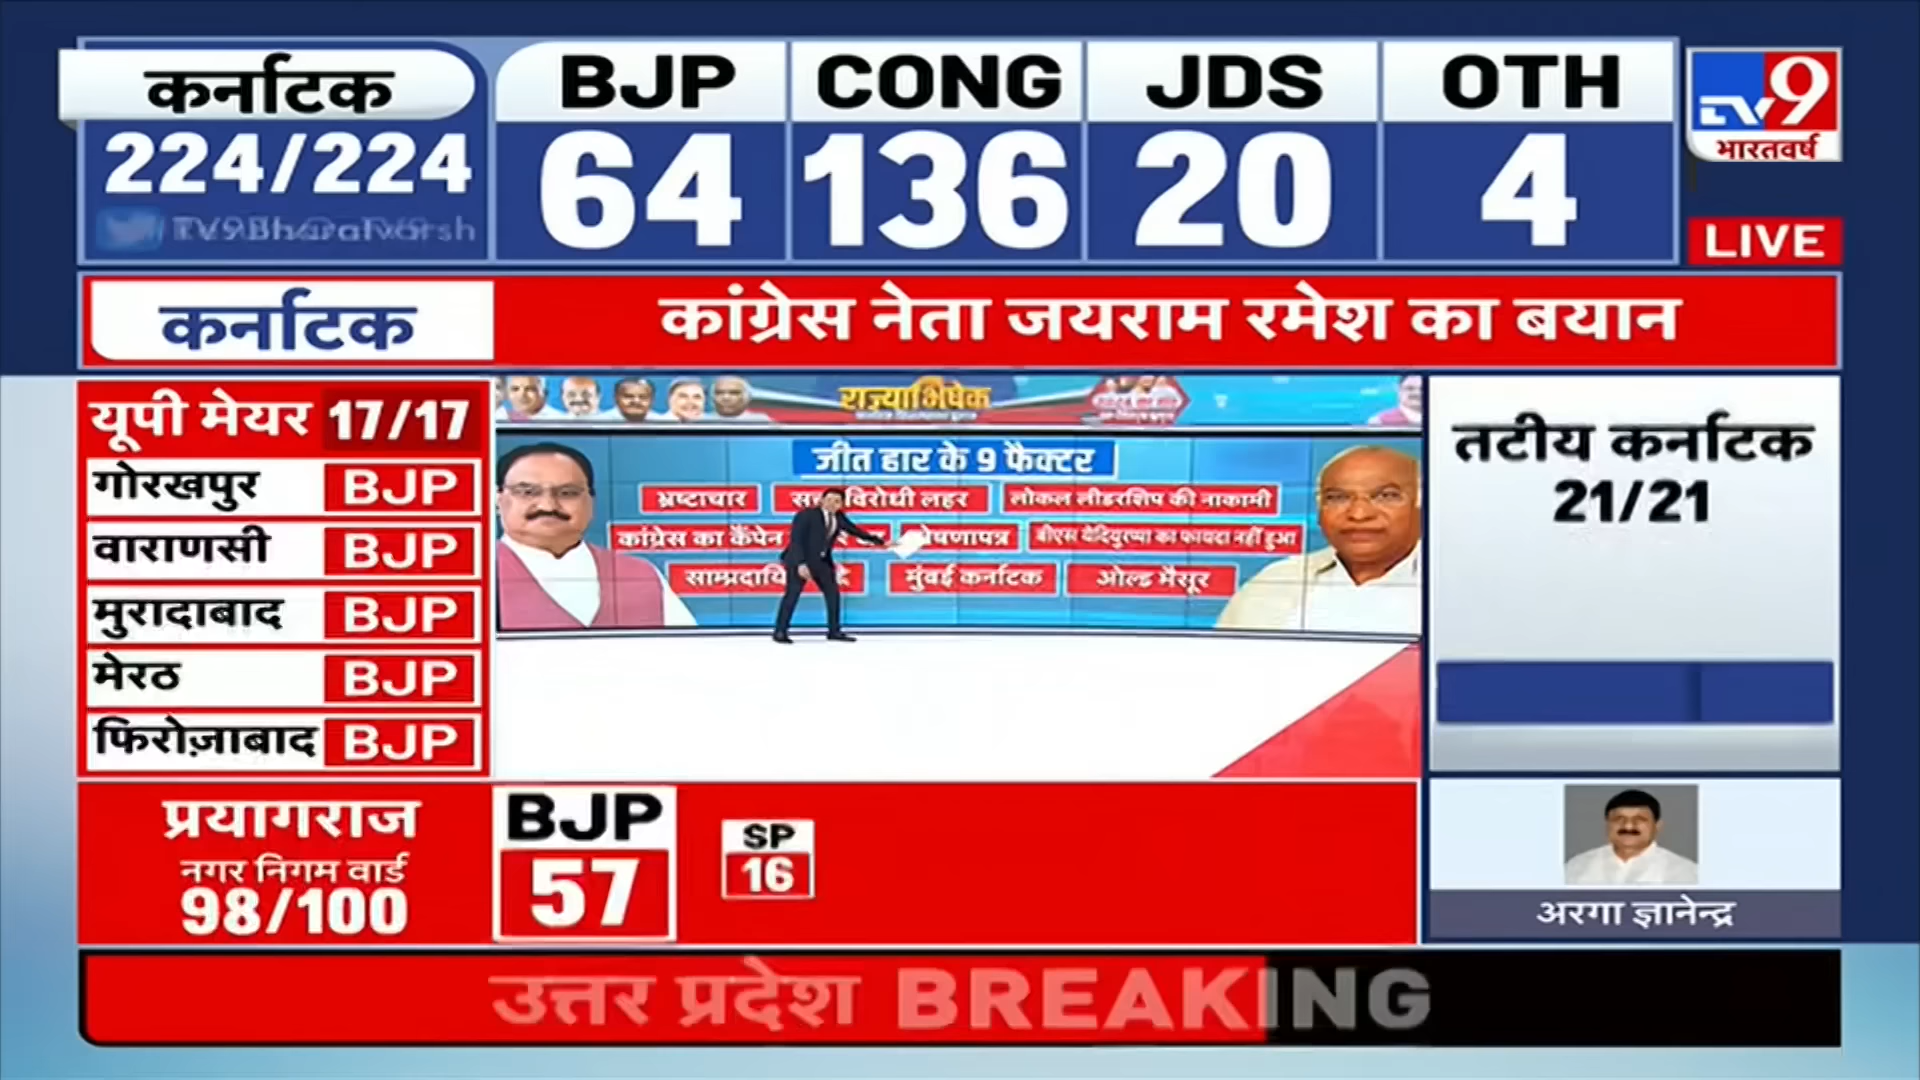 कर्नाटक
224/224
BJP
64
CONG
136
JDS
20
OTH
4
TV9
भारतवर्ष
LIVE
कर्नाटक
कांग्रेस नेता जयराम रमेश का बयान
यूपी मेयर 17/17
गोरखपुर BJP
वाराणसी BJP
मुरादाबाद BJP
मेरठ BJP
फिरोज़ाबाद BJP
राज्याभिषेक
जीत हार के 9 फैक्टर
भ्रष्टाचार
विरोधी लहर
लोकल लीडरशिप की नाकामी
कांग्रेस का कैंपेन
बीएस येदियुरप्पा का फायदा नहीं हुआ
मुंबई कर्नाटक
ओल्ड मैसूर
तटीय कर्नाटक
21/21
प्रयागराज
नगर निगम वार्ड
98/100
BJP
57
SP
16
अरगा ज्ञानेन्द्र
उत्तर प्रदेश BREAKING